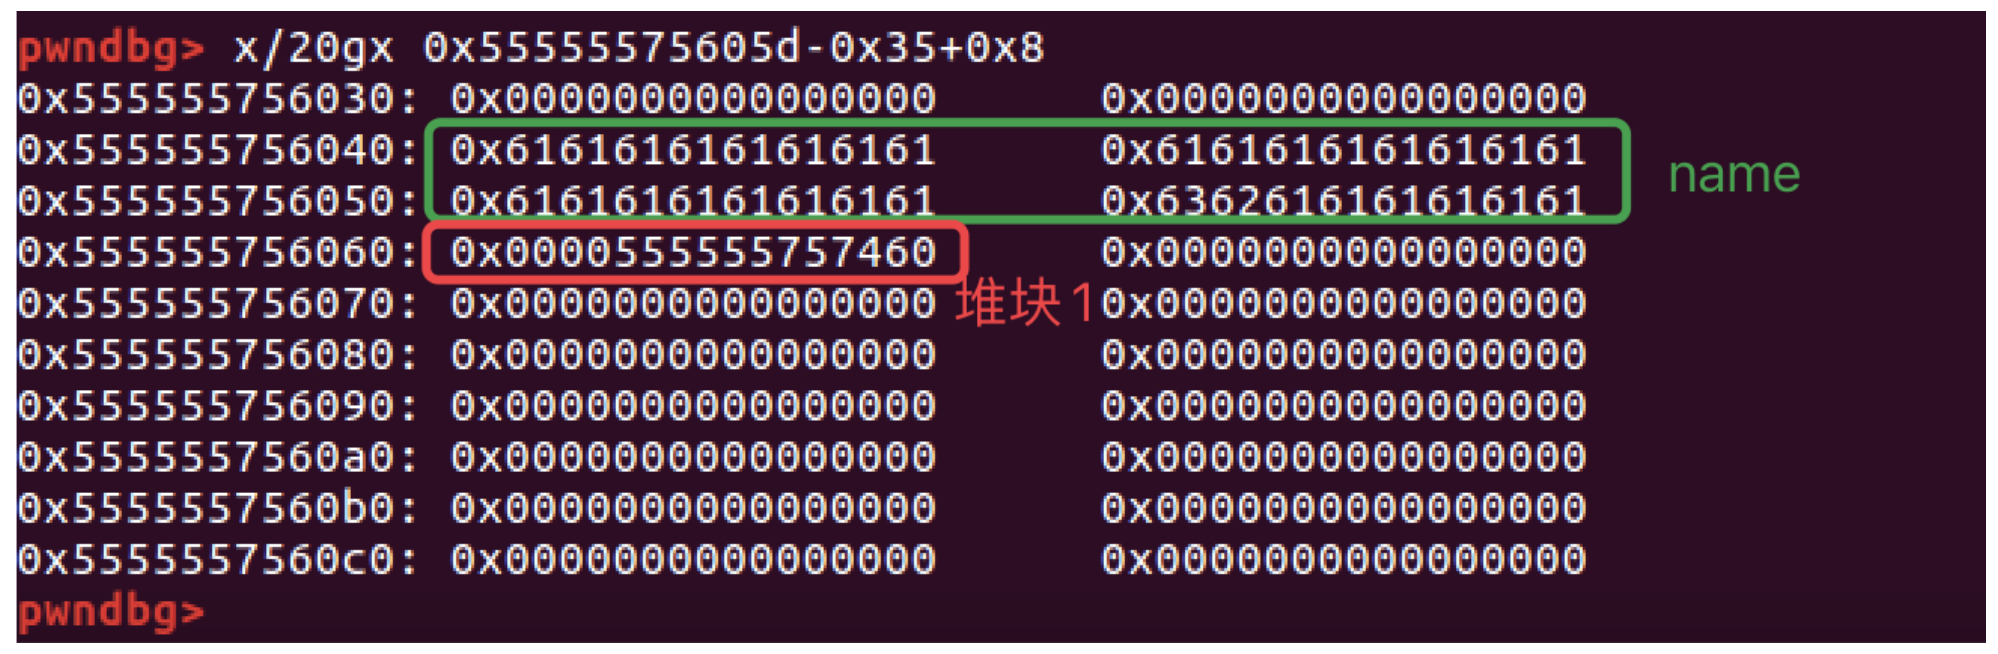 pwndbg> x/20gx 0x55555575605d-0x35+0x8
0x555555756030: 0x0000000000000000 0x0000000000000000
0x555555756040: 0x6161616161616161 0x6161616161616161
name
0x555555756050: 0x6161616161616161 0x6362616161616161
0x555555756060: 0x0000555555757460 0x0000000000000000
0x555555756070: 0x0000000000000000 堆块1 0x0000000000000000
0x555555756080: 0x0000000000000000 0x0000000000000000
0x555555756090: 0x0000000000000000 0x0000000000000000
0x5555557560a0: 0x0000000000000000 0x0000000000000000
0x5555557560b0: 0x0000000000000000 0x0000000000000000
0x5555557560c0: 0x0000000000000000 0x0000000000000000
pwndbg>